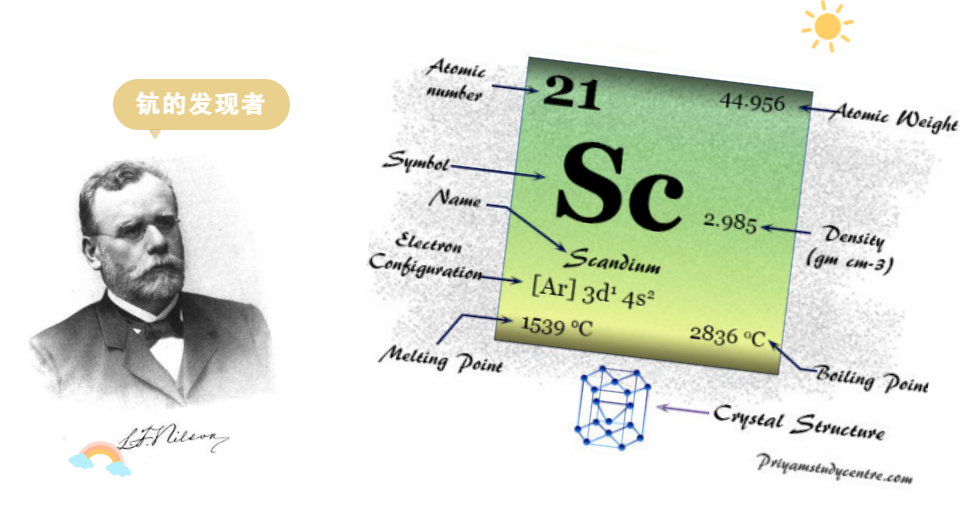 钪的发现者
L.F. Nilson
Atomic
number
21
44.956
Atomic Weight
Symbol
Sc
Name
2.985
Density
(gm cm-3)
Electron
Configuration
Scandium
[Ar] 3d¹ 4s²
1539 ⁰C
2836 ⁰C
Melting Point
Boiling Point
Crystal Structure
Priyamstudycentre.com